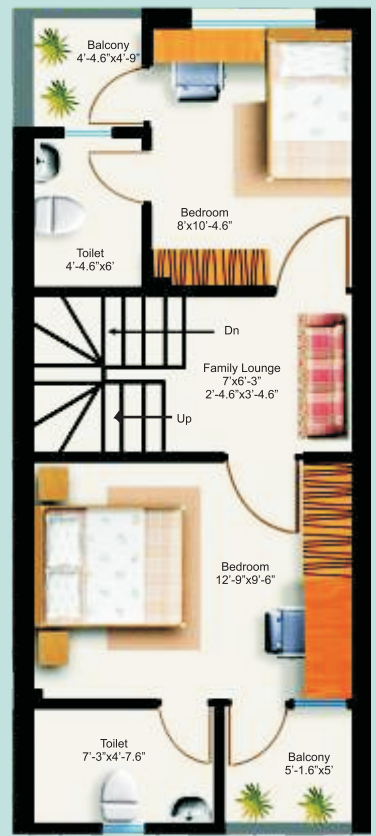 Balcony
4'-4.6"x4'-9"
Bedroom
8'x10'-4.6"
Toilet
4'-4.6"x6'
Dn
Family Lounge
7'x6'-3"
2'-4.6"x3'-4.6"
Up
Bedroom
12'-9"x9'-6"
Toilet
7'-3"x4'-7.6"
Balcony
5'-1.6"x5'